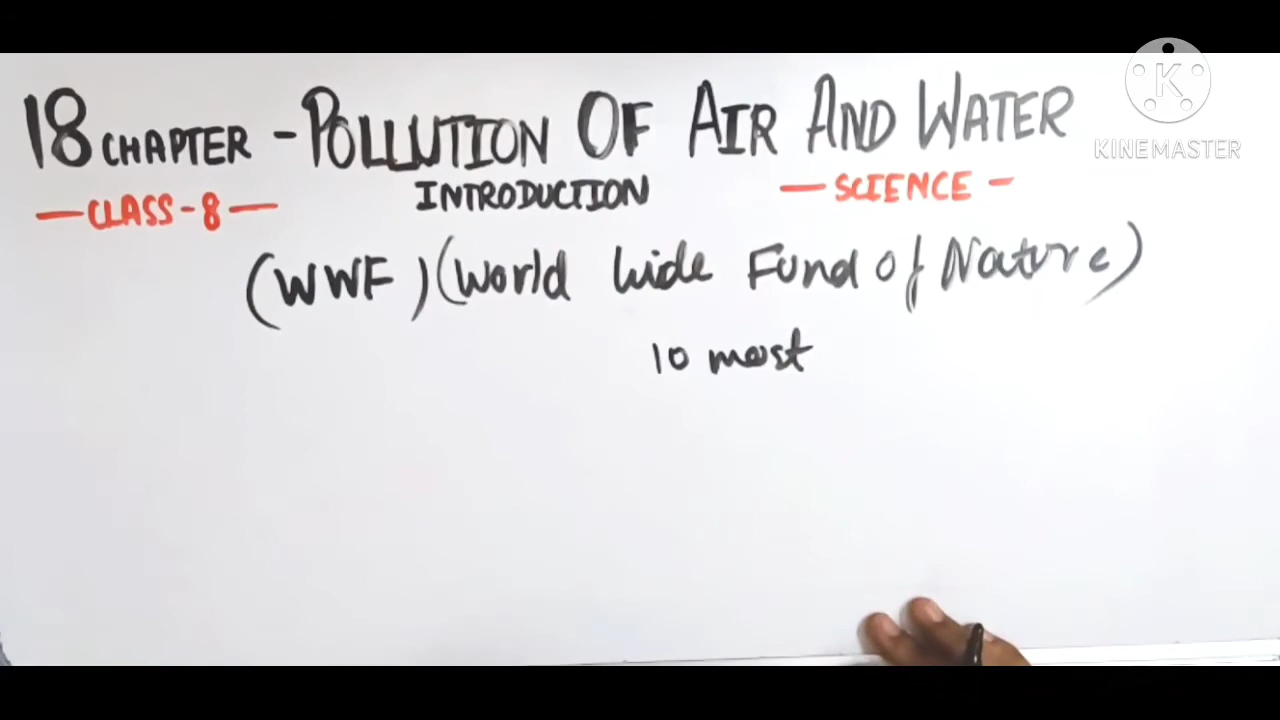 18 CHAPTER - POLLUTION OF AIR AND WATER
— CLASS-8 — INTRODUCTION — SCIENCE —
(WWF) (World wide Fund of Nature)
10 most
K
KINEMASTER